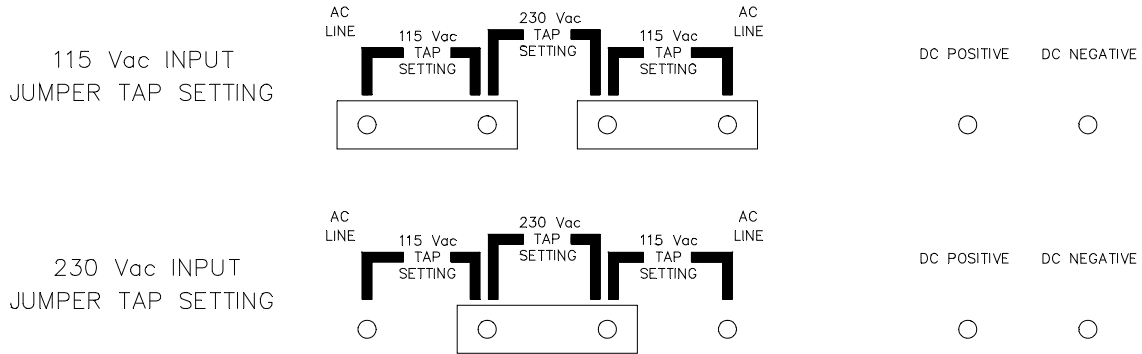 115 Vac INPUT
JUMPER TAP SETTING
AC
LINE
115 Vac
TAP
SETTING
230 Vac
TAP
SETTING
115 Vac
TAP
SETTING
AC
LINE
DC POSITIVE
DC NEGATIVE
230 Vac INPUT
JUMPER TAP SETTING
AC
LINE
115 Vac
TAP
SETTING
230 Vac
TAP
SETTING
115 Vac
TAP
SETTING
AC
LINE
DC POSITIVE
DC NEGATIVE